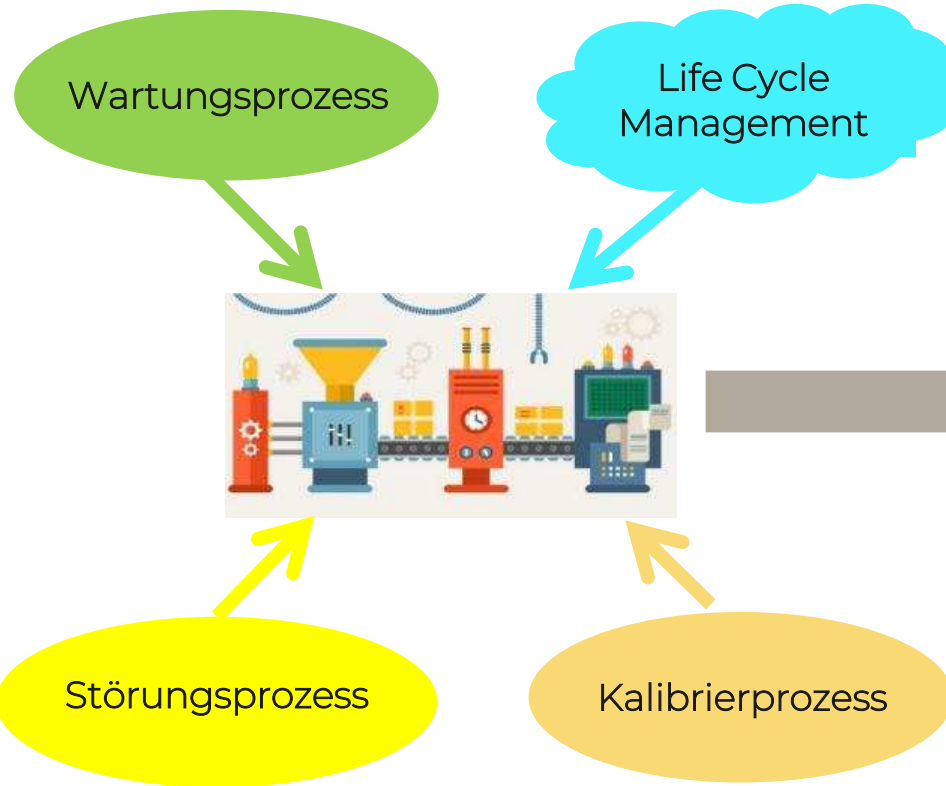 Wartungsprozess
Life Cycle
Management
Störungsprozess
Kalibrierprozess